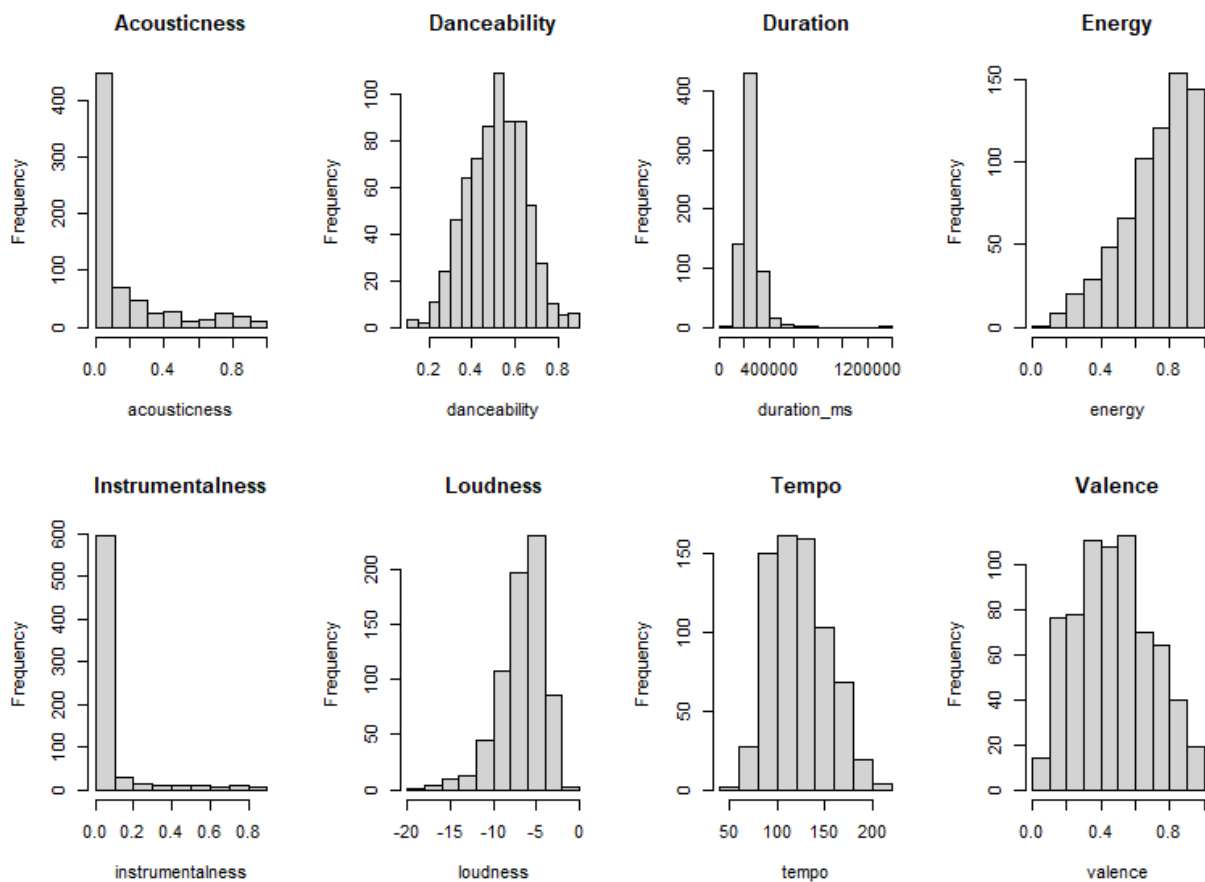 Acousticness
Frequency
0 100 200 300 400
0.0 0.4 0.8
acousticness
Danceability
Frequency
0 20 40 60 80 100
0.2 0.4 0.6 0.8
danceability
Duration
Frequency
0 100 200 300 400
0 400000 1200000
duration_ms
Energy
Frequency
0 50 100 150
0.0 0.4 0.8
energy
Instrumentalness
Frequency
0 100 200 300 400 500 600
0.0 0.2 0.4 0.6 0.8
instrumentalness
Loudness
Frequency
0 50 100 150 200
-20 -15 -10 -5 0
loudness
Tempo
Frequency
0 50 100 150
50 100 150 200
tempo
Valence
Frequency
0 20 40 60 80 100
0.0 0.4 0.8
valence